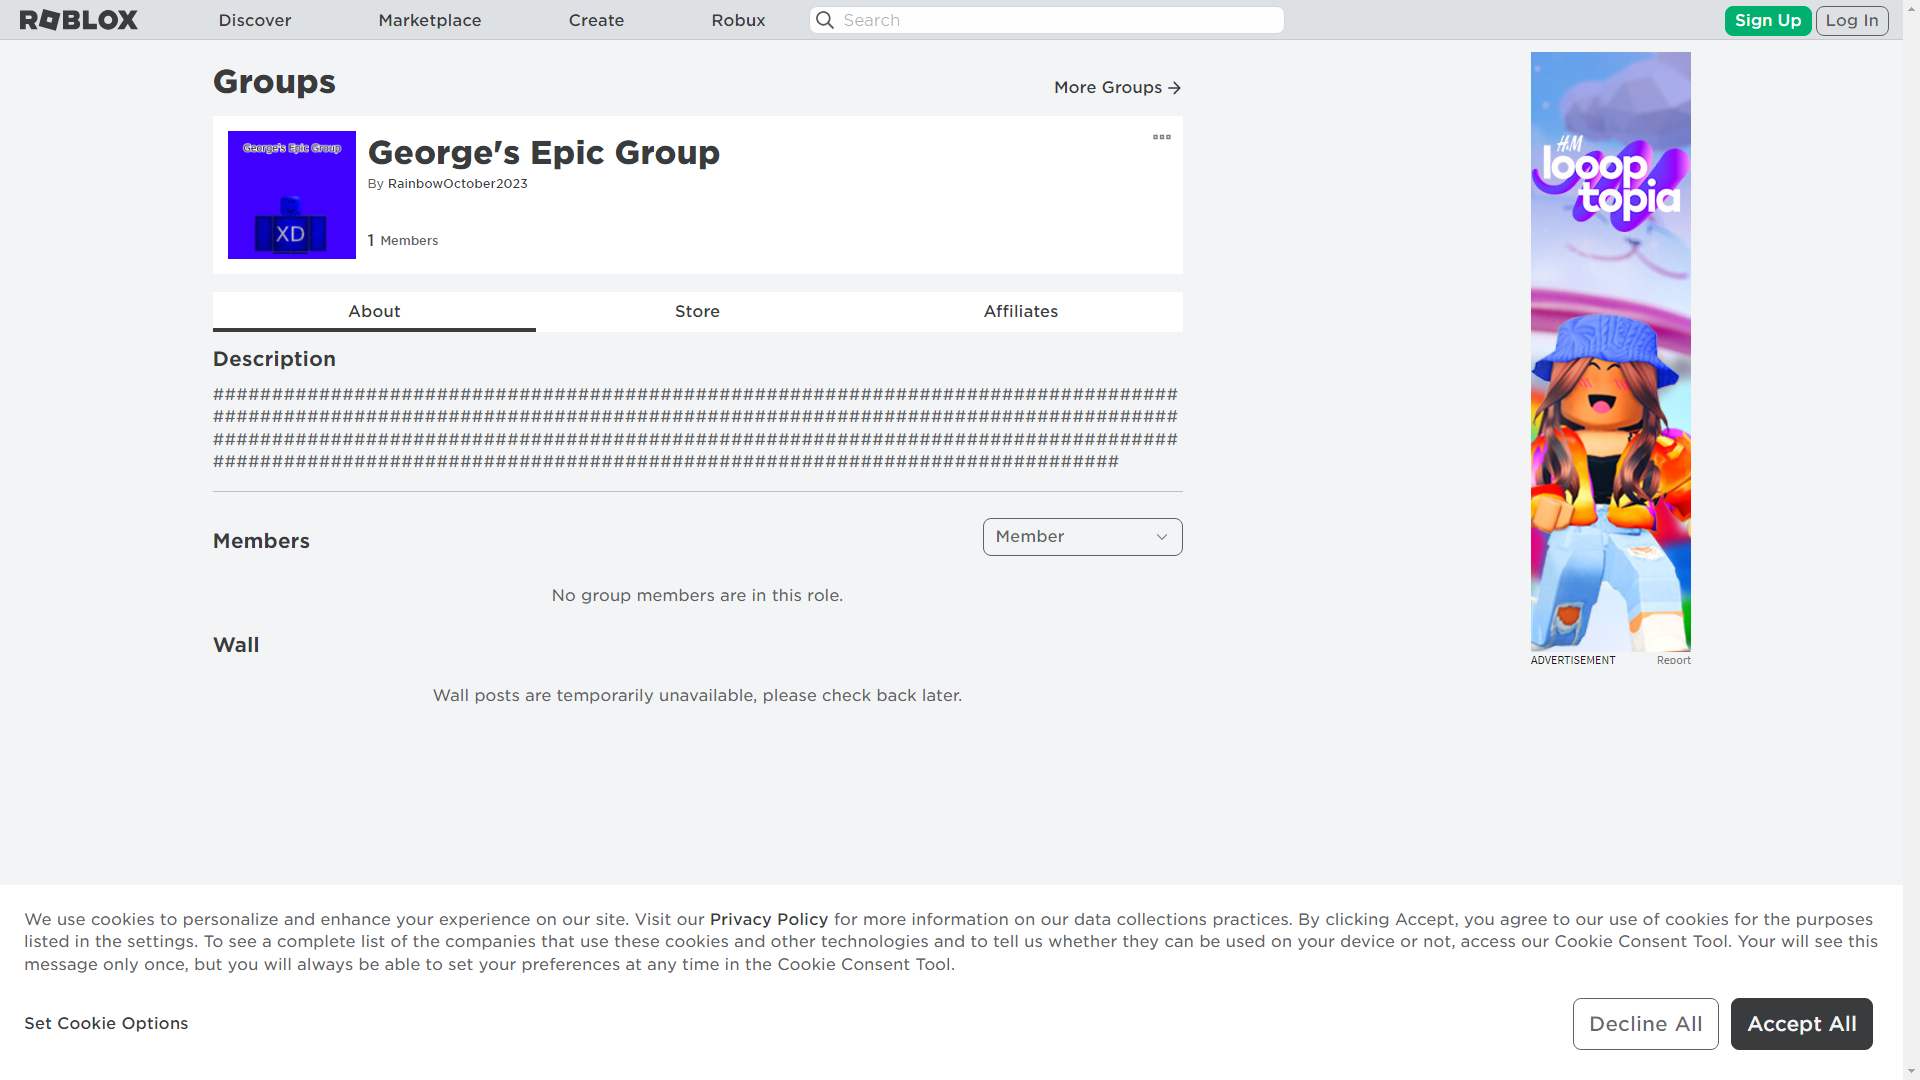 ROBLOX
Discover
Marketplace
Create
Robux
Search
Sign Up
Log In
Groups
More Groups
George's Epic Group
XD
George's Epic Group
By RainbowOctober2023
1 Members
About
Store
Affiliates
Description
##################################################################################
##################################################################################
##################################################################################
#############################################################################
Members
Member
No group members are in this role.
Wall
Wall posts are temporarily unavailable, please check back later.
H&M
looop
topia
ADVERTISEMENT
Report
We use cookies to personalize and enhance your experience on our site. Visit our Privacy Policy for more information on our data collections practices. By clicking Accept, you agree to our use of cookies for the purposes
listed in the settings. To see a complete list of the companies that use these cookies and other technologies and to tell us whether they can be used on your device or not, access our Cookie Consent Tool. Your will see this
message only once, but you will always be able to set your preferences at any time in the Cookie Consent Tool.
Set Cookie Options
Decline All
Accept All